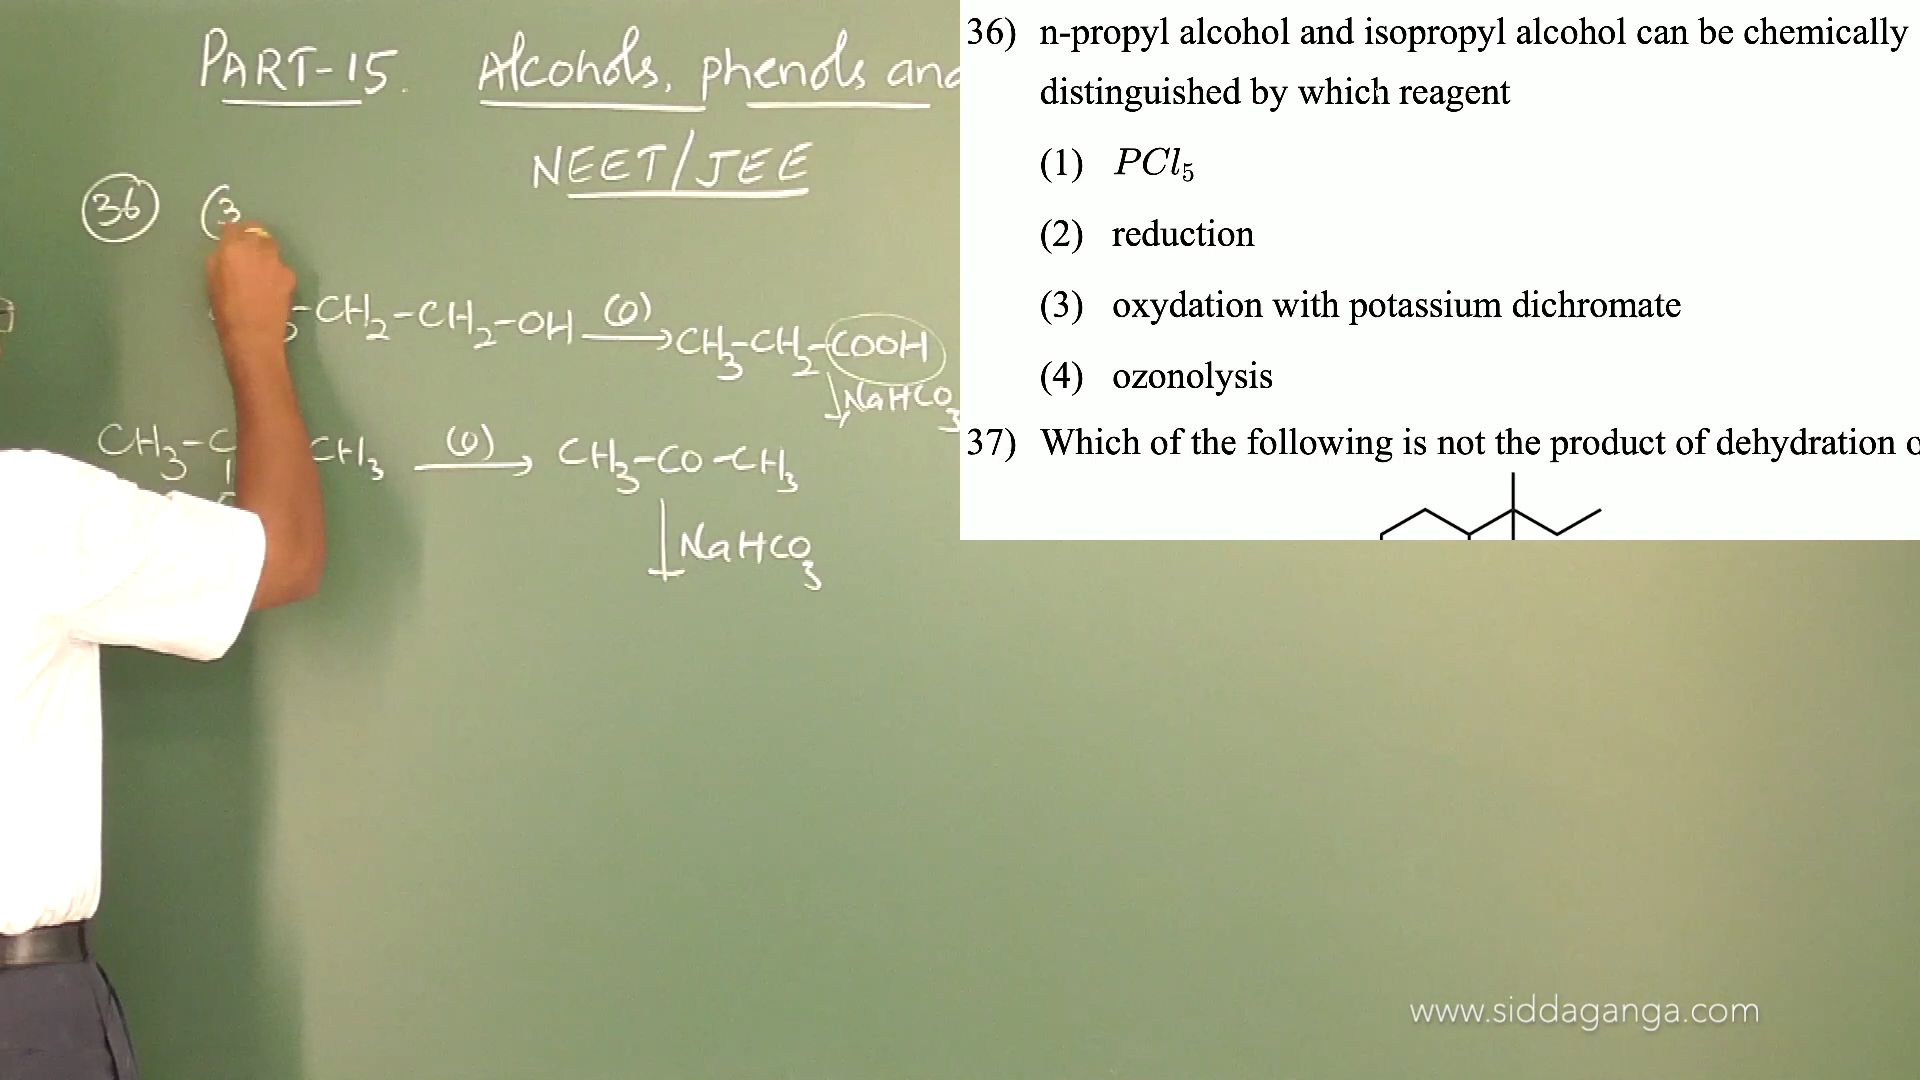 PART-15. Alcohols, phenols and
NEET/JEE
36 (3
-CH2-CH2-OH (O) → CH3-CH2-COOH
↓NaHCO3
CH3-C CH3 (O) → CH3-CO-CH3
NaHCO3
36) n-propyl alcohol and isopropyl alcohol can be chemically
distinguished by which reagent
(1) PCl5
(2) reduction
(3) oxydation with potassium dichromate
(4) ozonolysis
37) Which of the following is not the product of dehydration o
www.siddaganga.com